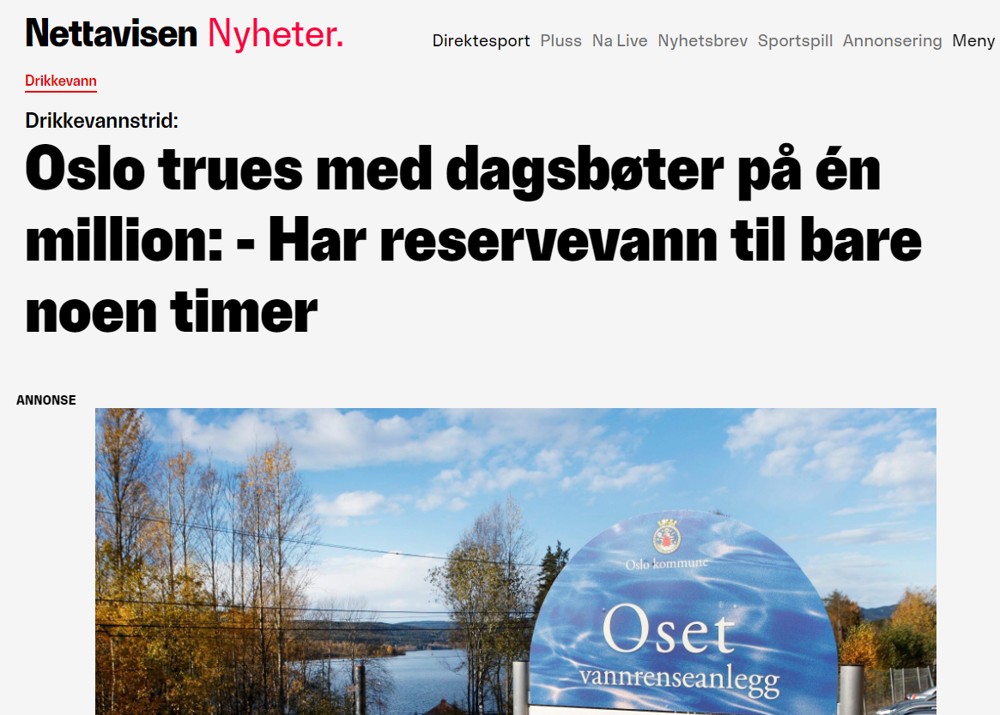 Nettavisen Nyheter.
Direktesport Pluss Na Live Nyhetsbrev Sportspill Annonsering Meny
Drikkevann
Drikkevannstrid:
Oslo trues med dagsbøter på én
million: - Har reservevann til bare
noen timer
ANNONSE
Oslo kommune
Oset
vannrenseanlegg